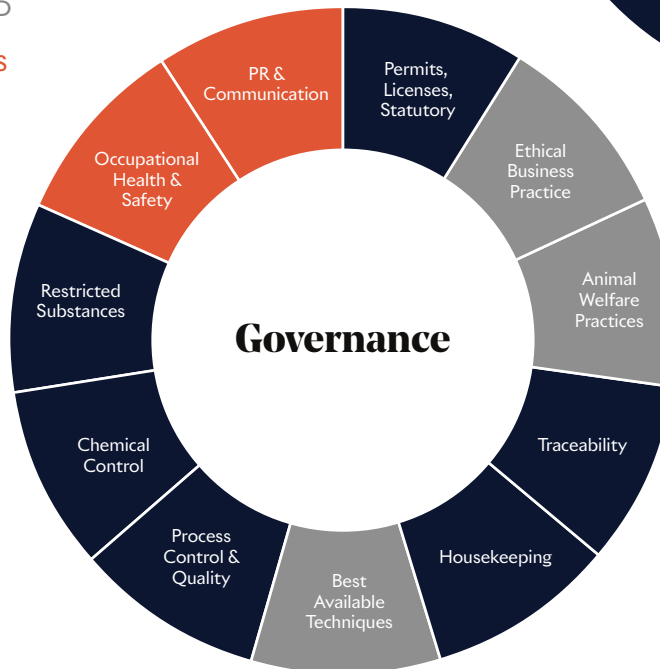 PR &
Communication
Permits,
Licenses,
Statutory
Ethical
Business
Practice
Animal
Welfare
Practices
Traceability
Housekeeping
Best
Available
Techniques
Process
Control &
Quality
Chemical
Control
Restricted
Substances
Occupational
Health &
Safety
Governance